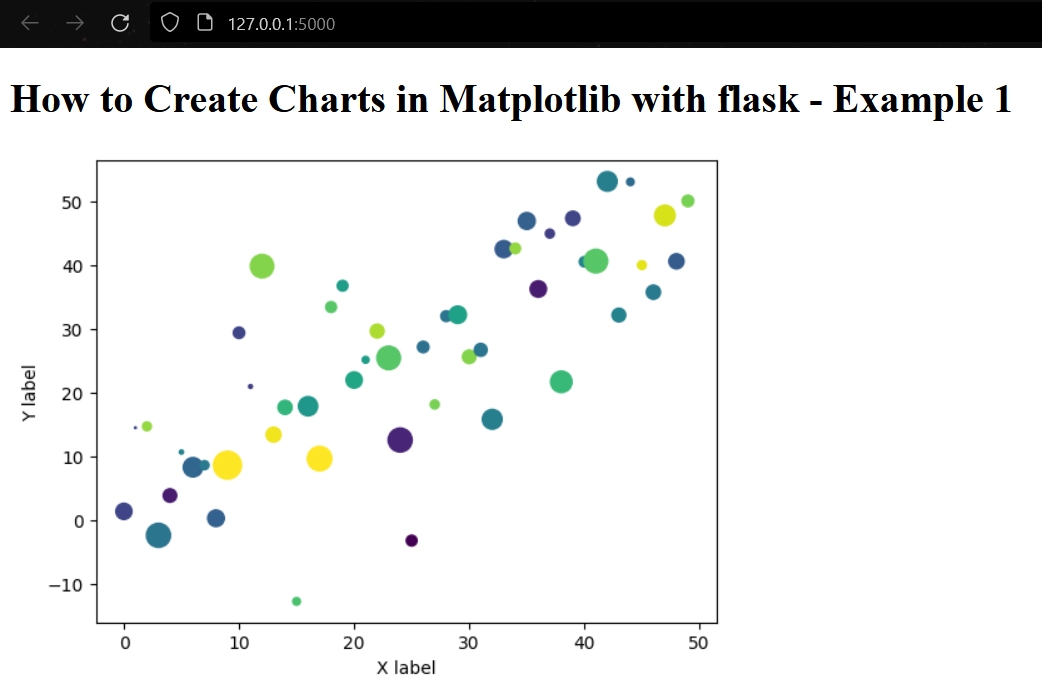 127.0.0.1:5000
How to Create Charts in Matplotlib with flask - Example 1
50
40
30
20
10
0
−10
Y label
0 10 20 30 40 50
X label